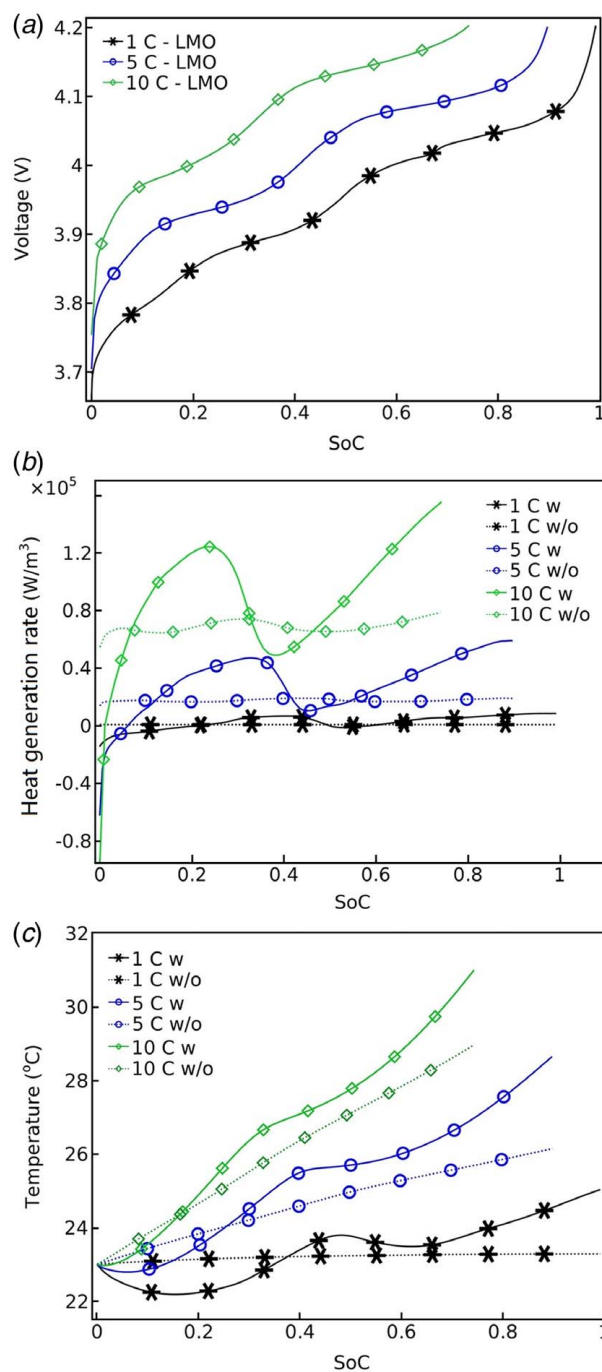 (a)
4.2
4.1
4
3.9
3.8
3.7
Voltage (V)
1 C - LMO
5 C - LMO
10 C - LMO
0
0.2
0.4
0.6
0.8
1
SoC
(b)
×10⁵
1.2
0.8
0.4
0
-0.4
-0.8
Heat generation rate (W/m³)
1 C w
1 C w/o
5 C w
5 C w/o
10 C w
10 C w/o
0
0.2
0.4
0.6
0.8
1
SoC
(c)
32
30
28
26
24
22
Temperature (°C)
1 C w
1 C w/o
5 C w
5 C w/o
10 C w
10 C w/o
0
0.2
0.4
0.6
0.8
1
SoC